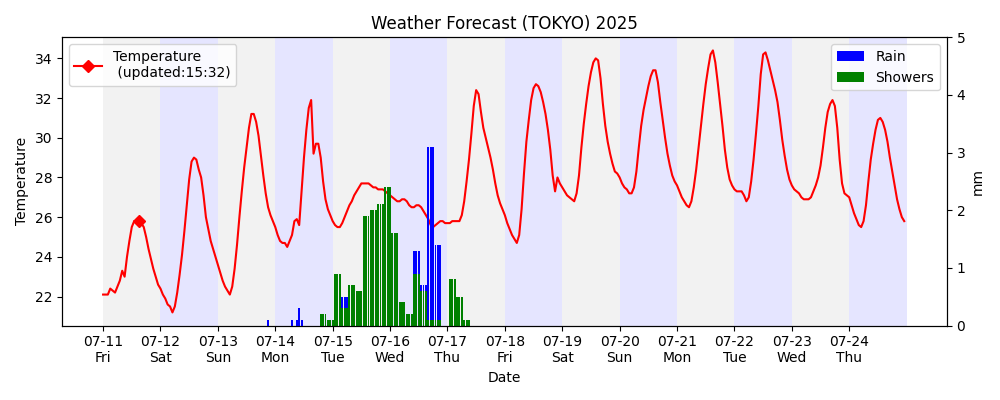 Weather Forecast (TOKYO) 2025
Temperature
(updated:15:32)
Rain
Showers
Temperature
34
32
30
28
26
24
22
5
4
3
2
1
0
mm
07-11 07-12 07-13 07-14 07-15 07-16 07-17 07-18 07-19 07-20 07-21 07-22 07-23 07-24
Fri Sat Sun Mon Tue Wed Thu Fri Sat Sun Mon Tue Wed Thu
Date